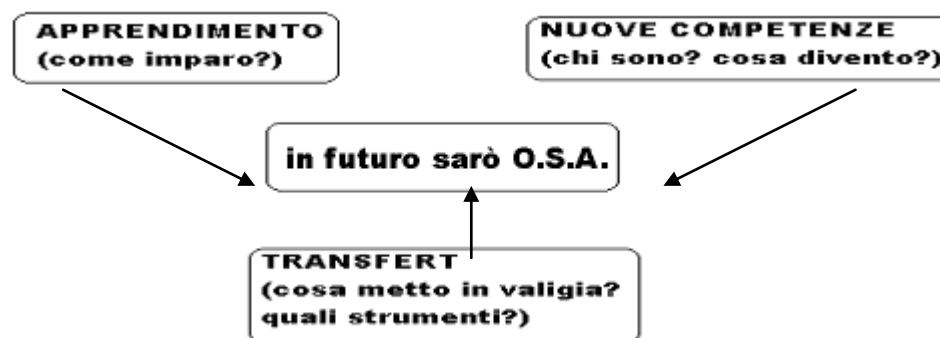 APPRENDIMENTO
(come imparo?)
NUOVE COMPETENZE
(chi sono? cosa divento?)
in futuro sarò O.S.A.
TRANSFERT
(cosa metto in valigia?
quali strumenti?)